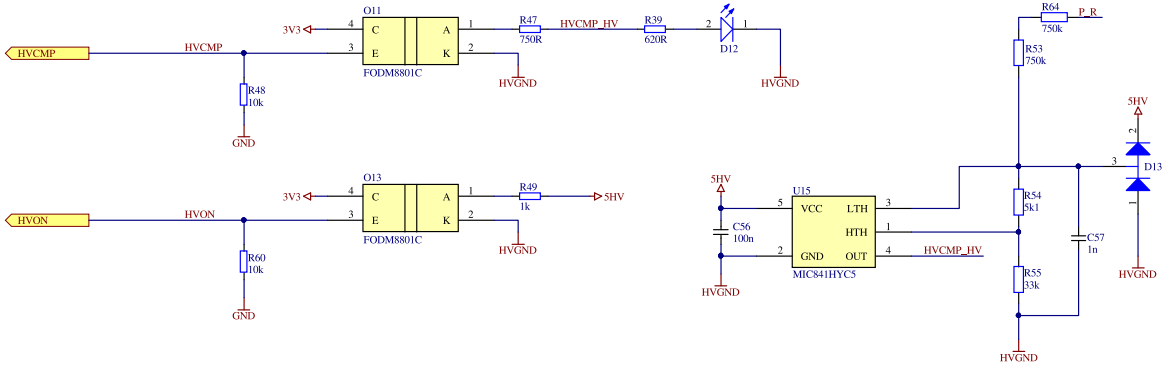 R64
P_R
750k
O11
3V3
4
C
A
1
R47
750R
HVCMP_HV
R39
620R
2
1
D12
HVCMP
HVCMP
3
E
K
2
FODM8801C
HVGND
HVGND
R53
750k
R48
10k
GND
5HV
2
3
D13
1
HVGND
O13
3V3
4
C
A
1
R49
1k
5HV
HVON
HVON
3
E
K
2
FODM8801C
HVGND
R60
10k
GND
5HV
C56
100n
HVGND
U15
5
VCC
LTH
3
HTH
1
2
GND
OUT
4
HVCMP_HV
MIC841HYC5
R54
5k1
C57
1n
R55
33k
HVGND